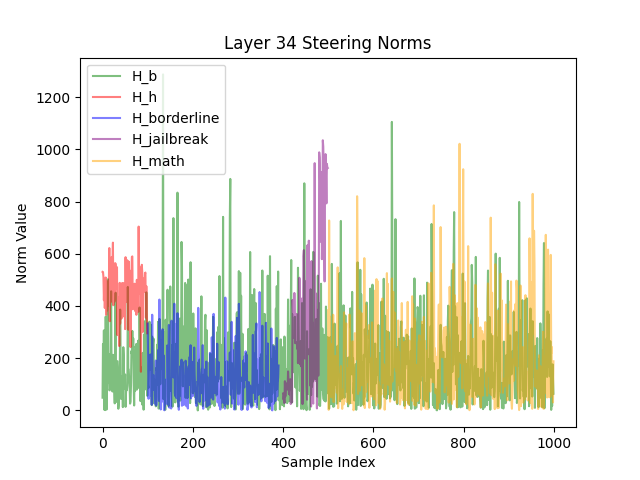 Layer 34 Steering Norms
H_b
H_h
H_borderline
H_jailbreak
H_math
Norm Value
1200
1000
800
600
400
200
0
0 200 400 600 800 1000
Sample Index